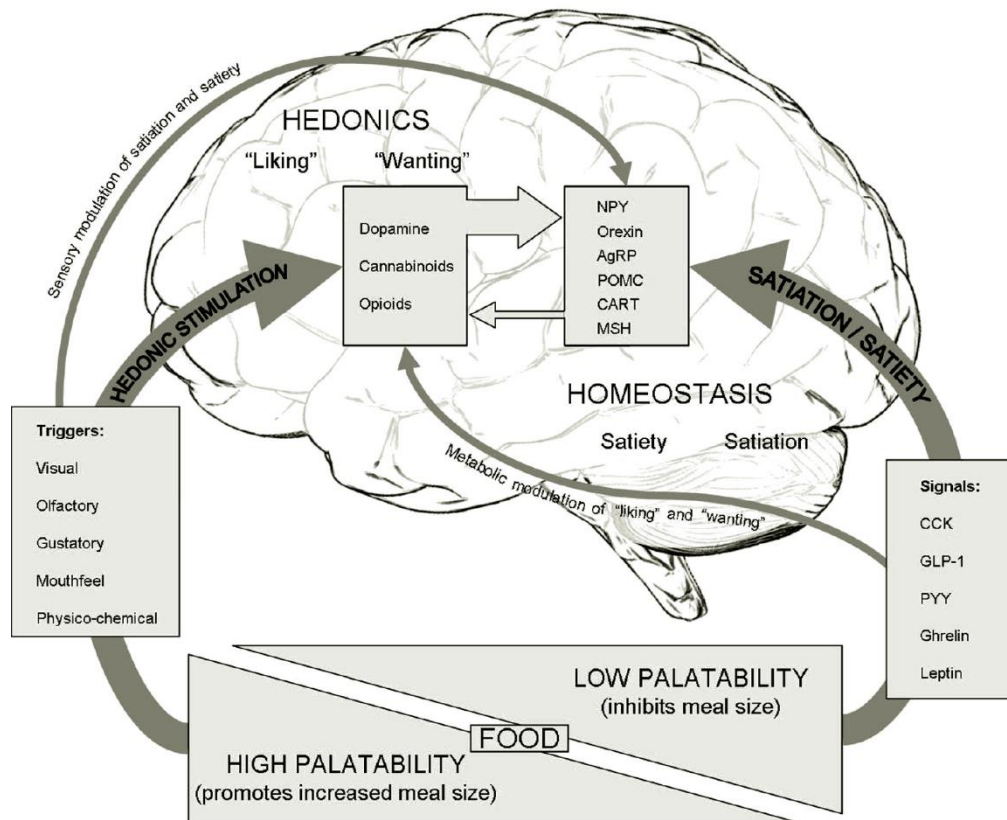 Sensory modulation of satiation and satiety
HEDONICS
“Liking” “Wanting”
Dopamine
Cannabinoids
Opioids
NPY
Orexin
AgRP
POMC
CART
MSH
HEDONIC STIMULATION
SATIATION / SATIETY
HOMEOSTASIS
Satiety Satiation
Metabolic modulation of “liking” and “wanting”
Triggers:
Visual
Olfactory
Gustatory
Mouthfeel
Physico-chemical
Signals:
CCK
GLP-1
PYY
Ghrelin
Leptin
LOW PALATABILITY
(inhibits meal size)
FOOD
HIGH PALATABILITY
(promotes increased meal size)